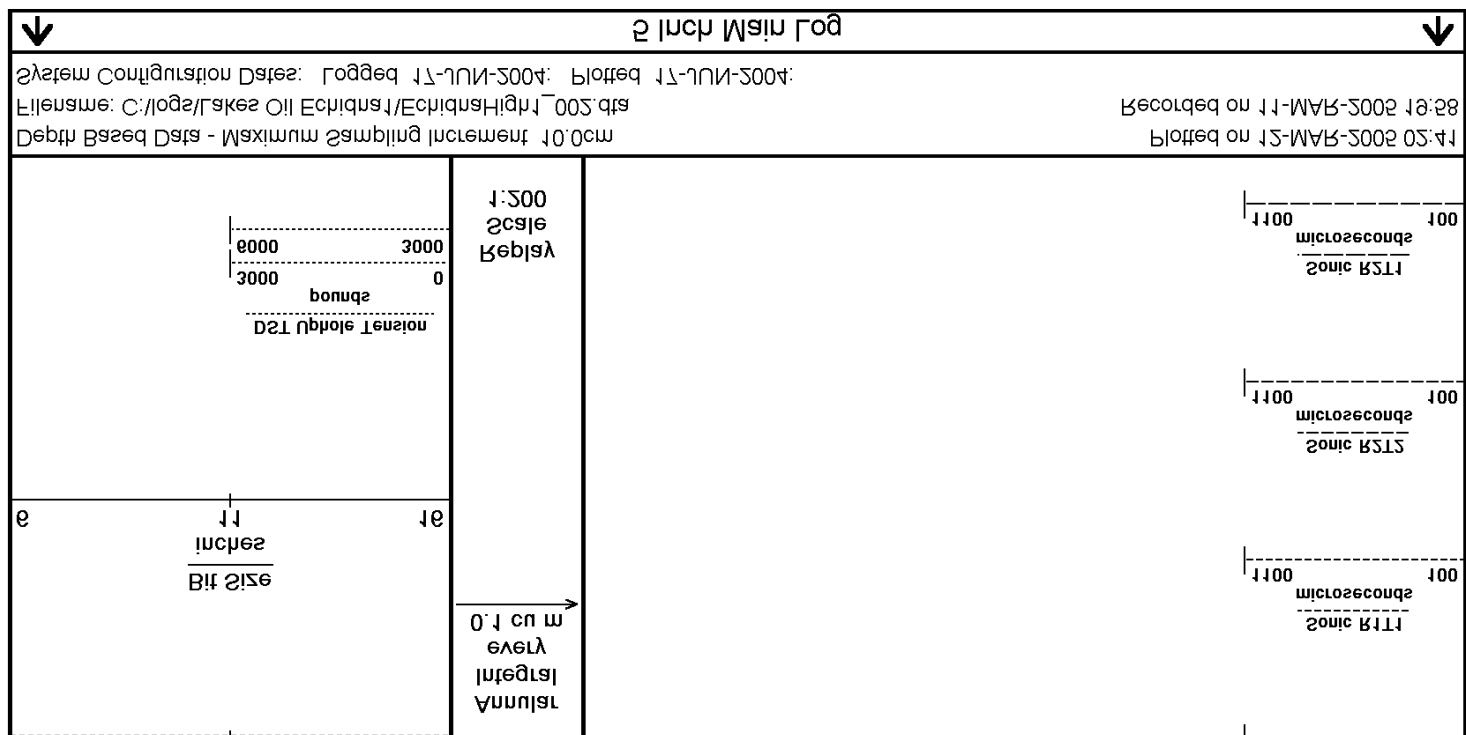 Annular
Integral
every
0.1 cu m
Sonic R1T1
microseconds
1100 100
Bit Size
inches
6 11 16
Sonic R2T2
microseconds
1100 100
DST Uphole Tension
pounds
3000 0
6000 3000
Replay
Scale
1:200
Sonic R2T1
microseconds
1100 100
Depth Based Data - Maximum Sampling Increment 10.0cm Plotted on 12-MAR-2005 02:41
Filename: C:\logs\Lakes Oil Echidna1\EchidnaHigh1_002.dta Recorded on 11-MAR-2005 19:58
System Configuration Dates: Logged 17-JUN-2004: Plotted 17-JUN-2004:
5 Inch Main Log